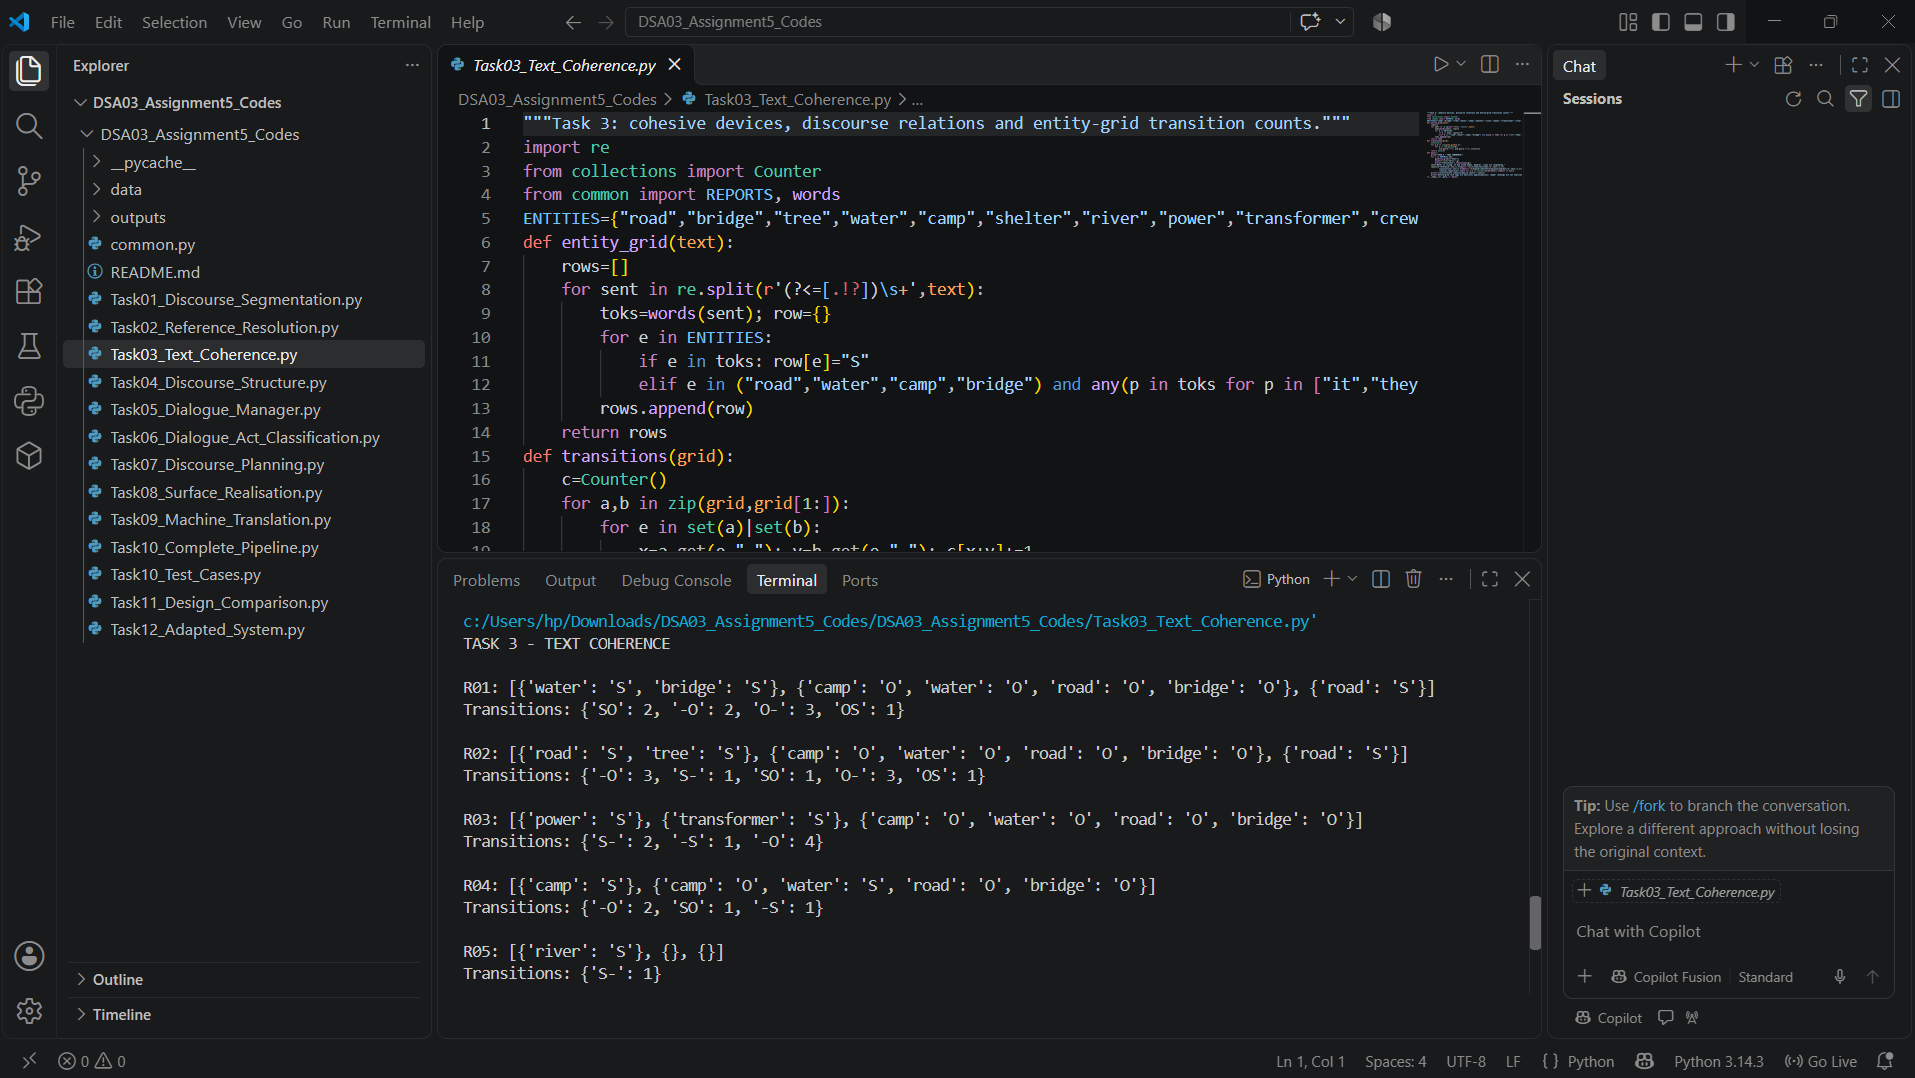 File Edit Selection View Go Run Terminal Help
DSA03_Assignment5_Codes
Explorer
DSA03_Assignment5_Codes
DSA03_Assignment5_Codes
__pycache__
data
outputs
common.py
README.md
Task01_Discourse_Segmentation.py
Task02_Reference_Resolution.py
Task03_Text_Coherence.py
Task04_Discourse_Structure.py
Task05_Dialogue_Manager.py
Task06_Dialogue_Act_Classification.py
Task07_Discourse_Planning.py
Task08_Surface_Realisation.py
Task09_Machine_Translation.py
Task10_Complete_Pipeline.py
Task10_Test_Cases.py
Task11_Design_Comparison.py
Task12_Adapted_System.py
Outline
Timeline
Task03_Text_Coherence.py
DSA03_Assignment5_Codes > Task03_Text_Coherence.py > ...
1 """Task 3: cohesive devices, discourse relations and entity-grid transition counts."""
2 import re
3 from collections import Counter
4 from common import REPORTS, words
5 ENTITIES={"road","bridge","tree","water","camp","shelter","river","power","transformer","crew
6 def entity_grid(text):
7 rows=[]
8 for sent in re.split(r'(?<=[.!?])\s+',text):
9 toks=words(sent); row={}
10 for e in ENTITIES:
11 if e in toks: row[e]="S"
12 elif e in ("road","water","camp","bridge") and any(p in toks for p in ["it","they
13 rows.append(row)
14 return rows
15 def transitions(grid):
16 c=Counter()
17 for a,b in zip(grid,grid[1:]):
18 for e in set(a)|set(b):
19 x=a.get(e,"-"); y=b.get(e,"-"); c[x+y]+=1
Problems Output Debug Console Terminal Ports
Python
c:/Users/hp/Downloads/DSA03_Assignment5_Codes/DSA03_Assignment5_Codes/Task03_Text_Coherence.py'
TASK 3 - TEXT COHERENCE
R01: [{'water': 'S', 'bridge': 'S'}, {'camp': 'O', 'water': 'O', 'road': 'O', 'bridge': 'O'}, {'road': 'S'}]
Transitions: {'SO': 2, '-O': 2, 'O-': 3, 'OS': 1}
R02: [{'road': 'S', 'tree': 'S'}, {'camp': 'O', 'water': 'O', 'road': 'O', 'bridge': 'O'}, {'road': 'S'}]
Transitions: {'-O': 3, 'S-': 1, 'SO': 1, 'O-': 3, 'OS': 1}
R03: [{'power': 'S'}, {'transformer': 'S'}, {'camp': 'O', 'water': 'O', 'road': 'O', 'bridge': 'O'}]
Transitions: {'S-': 2, '-S': 1, '-O': 4}
R04: [{'camp': 'S'}, {'camp': 'O', 'water': 'S', 'road': 'O', 'bridge': 'O'}]
Transitions: {'-O': 2, 'SO': 1, '-S': 1}
R05: [{'river': 'S'}, {}, {}]
Transitions: {'S-': 1}
Chat
Sessions
Tip: Use /fork to branch the conversation.
Explore a different approach without losing
the original context.
Task03_Text_Coherence.py
Chat with Copilot
Copilot Fusion Standard
Copilot
0 0
Ln 1, Col 1 Spaces: 4 UTF-8 LF {} Python Python 3.14.3 Go Live